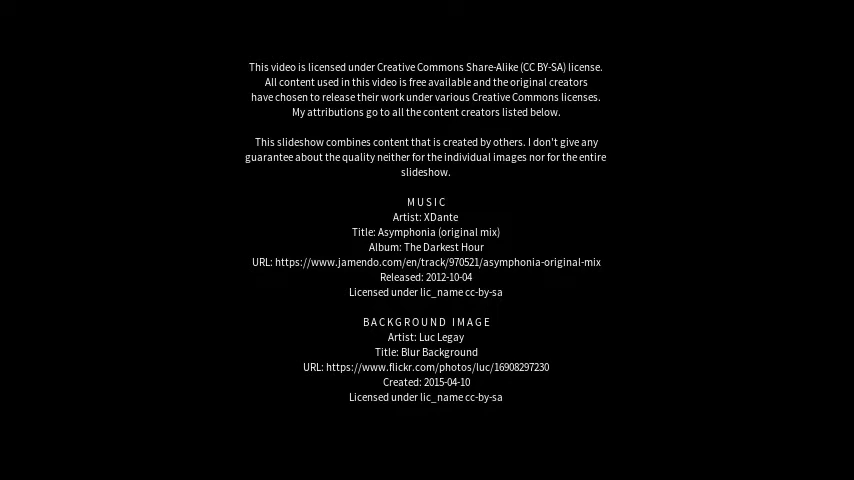 This video is licensed under Creative Commons Share-Alike (CC BY-SA) license.
All content used in this video is free available and the original creators
have chosen to release their work under various Creative Commons licenses.
My attributions go to all the content creators listed below.
This slideshow combines content that is created by others. I don't give any
guarantee about the quality neither for the individual images nor for the entire
slideshow.
M U S I C
Artist: XDante
Title: Asymphonia (original mix)
Album: The Darkest Hour
URL: https://www.jamendo.com/en/track/970521/asymphonia-original-mix
Released: 2012-10-04
Licensed under lic_name cc-by-sa
B A C K G R O U N D   I M A G E
Artist: Luc Legay
Title: Blur Background
URL: https://www.flickr.com/photos/luc/16908297230
Created: 2015-04-10
Licensed under lic_name cc-by-sa